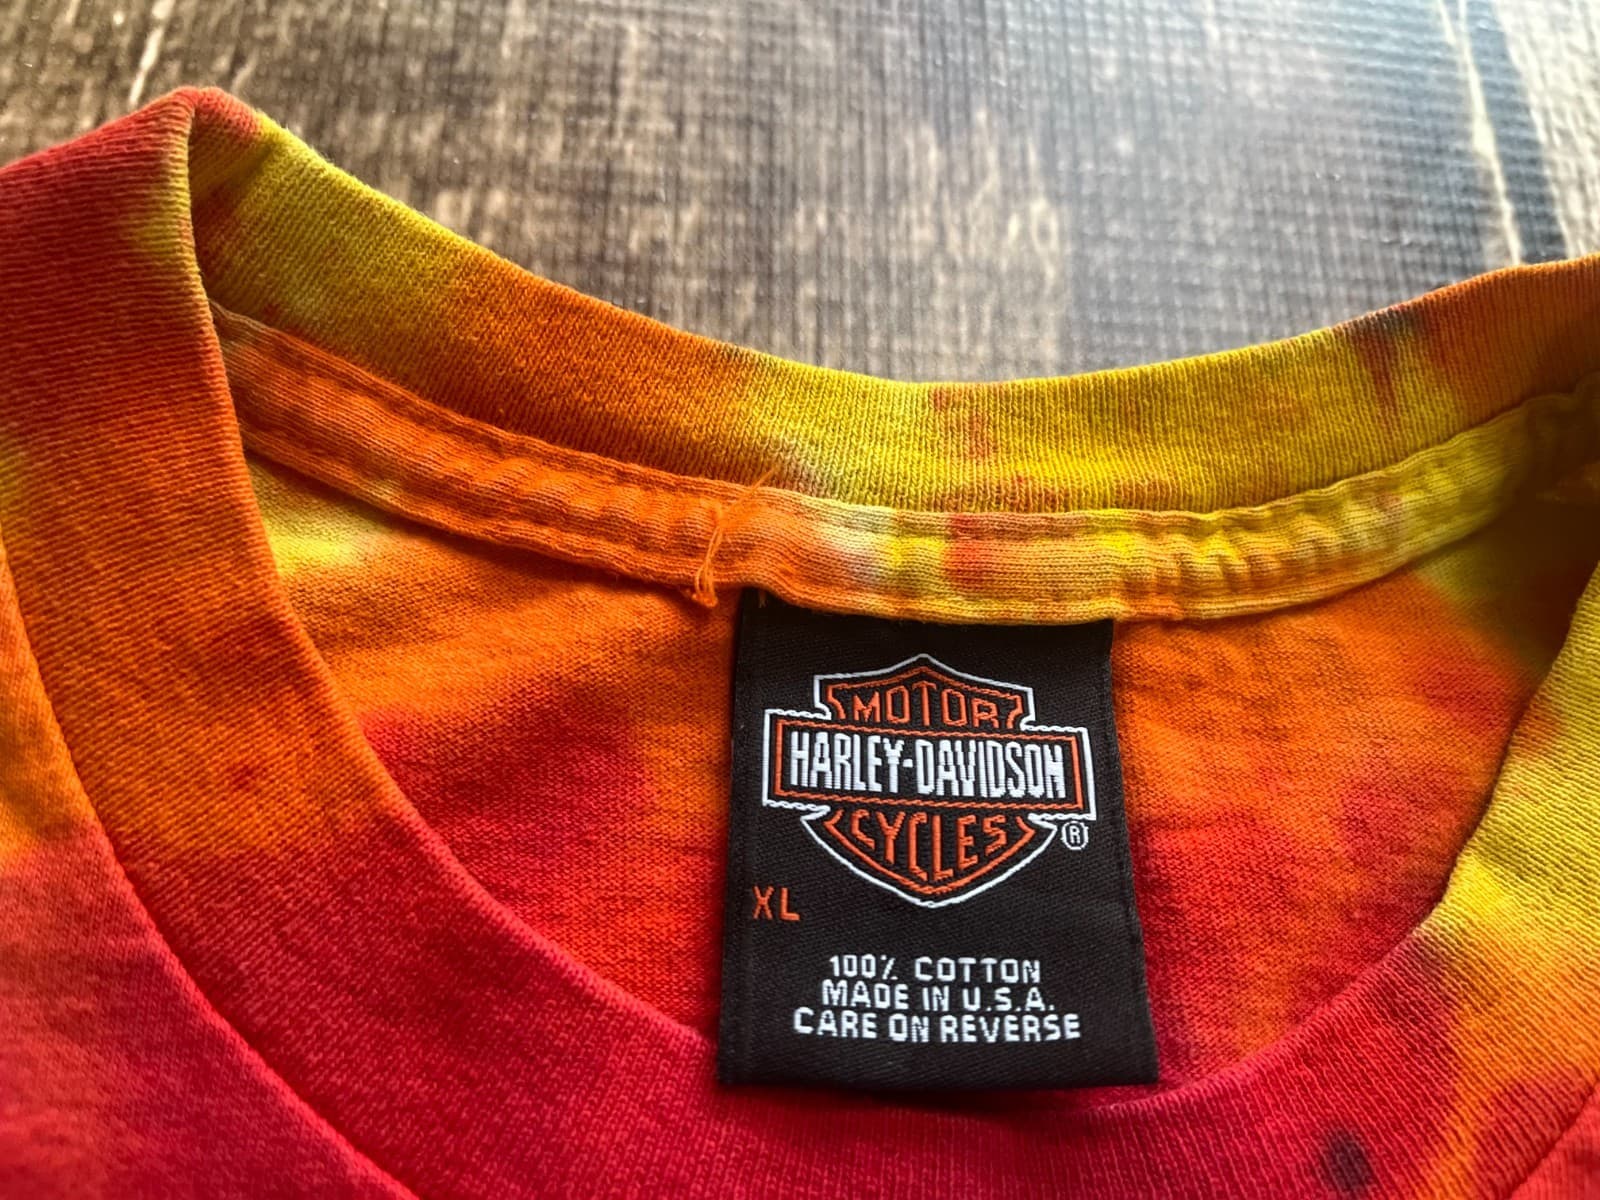 MOTOR
HARLEY-DAVIDSON
CYCLES
®
XL
100% COTTON
MADE IN U.S.A.
CARE ON REVERSE